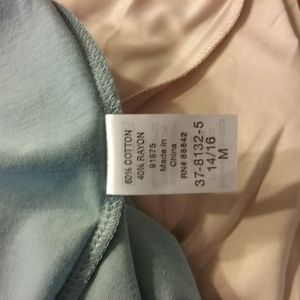 60% COTTON
40% RAYON
91875
Made in
China
RN# 88842
37-8132-5
14/16
M